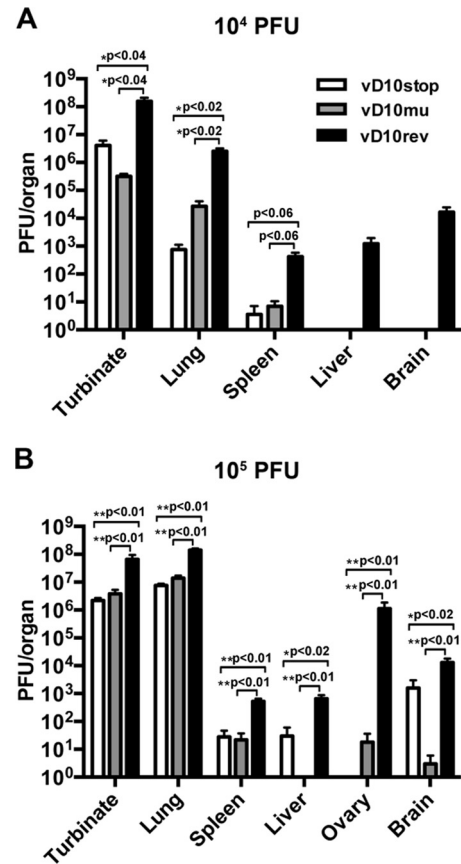 A
10⁴ PFU
*p<0.04
*p<0.04
*p<0.02
*p<0.02
p<0.06
p<0.06
vD10stop
vD10mu
vD10rev
PFU/organ
10⁹
10⁸
10⁷
10⁶
10⁵
10⁴
10³
10²
10¹
10⁰
Turbinate
Lung
Spleen
Liver
Brain
B
10⁵ PFU
**p<0.01
**p<0.01
**p<0.01
**p<0.01
**p<0.01
**p<0.01
*p<0.02
**p<0.01
**p<0.01
**p<0.01
*p<0.02
**p<0.01
PFU/organ
10⁹
10⁸
10⁷
10⁶
10⁵
10⁴
10³
10²
10¹
10⁰
Turbinate
Lung
Spleen
Liver
Ovary
Brain